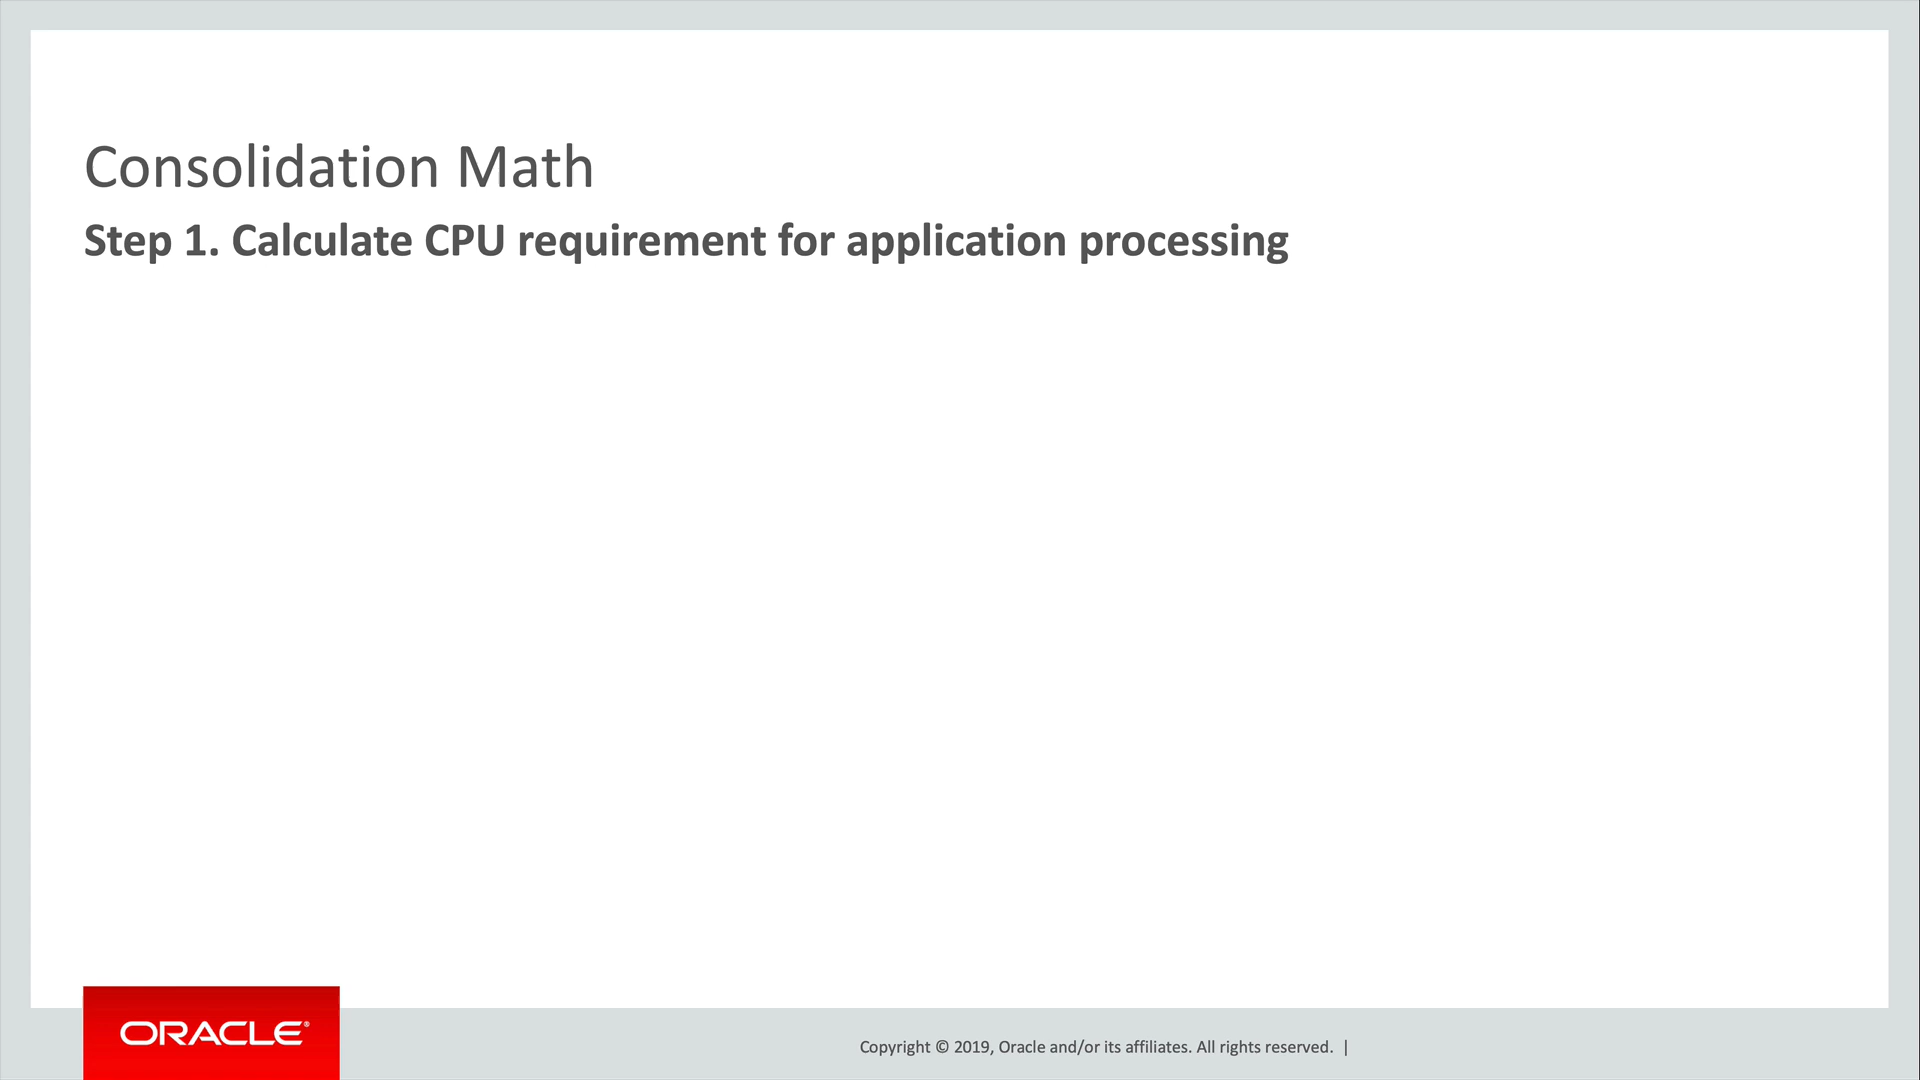 Consolidation Math
Step 1. Calculate CPU requirement for application processing
ORACLE®
Copyright © 2019, Oracle and/or its affiliates. All rights reserved. |